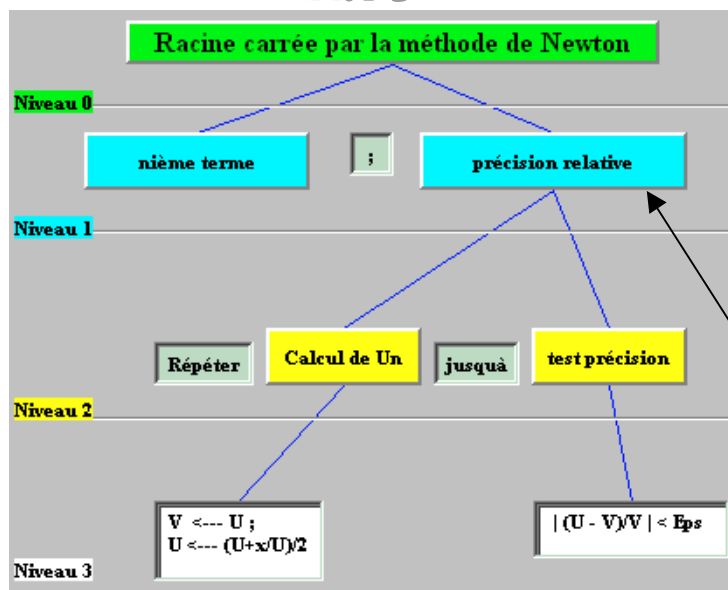 Racine carrée par la méthode de Newton
Niveau 0
nième terme ; précision relative
Niveau 1
Répéter Calcul de Un jusquà test précision
Niveau 2
V <--- U ;
U <--- (U+x/U)/2
| (U - V)/V | < Eps
Niveau 3